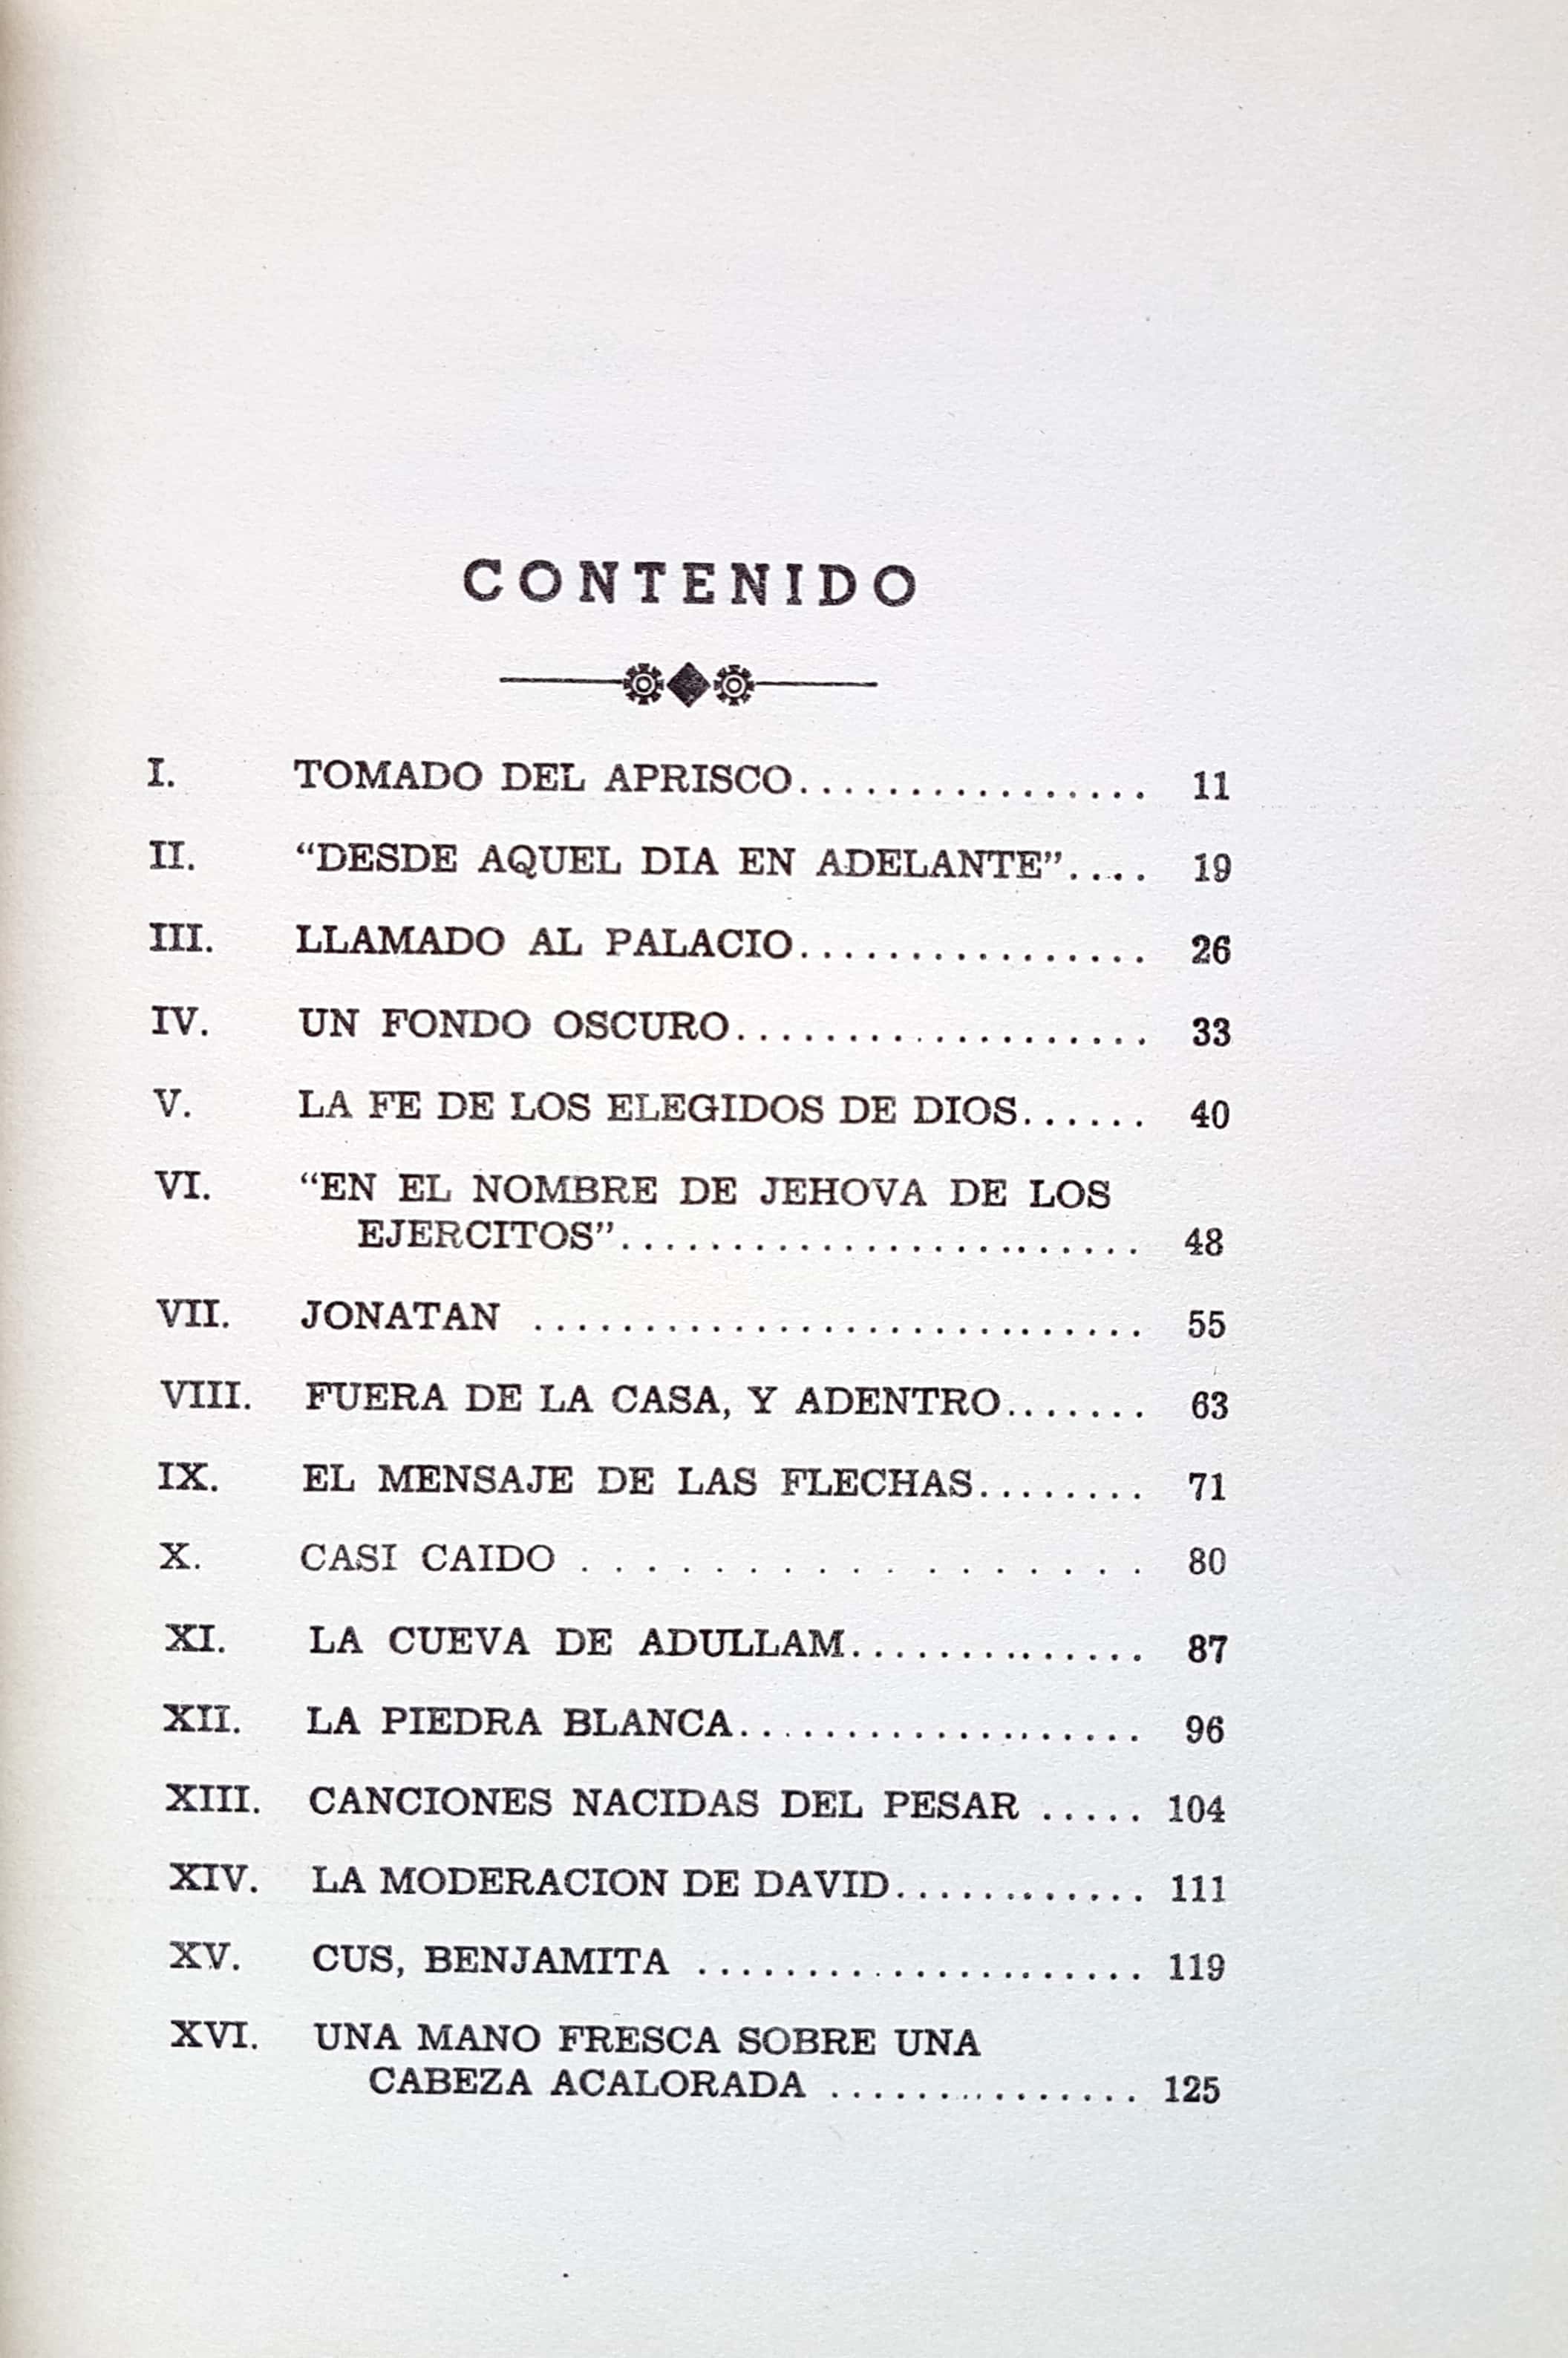 CONTENIDO
I. TOMADO DEL APRISCO................ 11
II. “DESDE AQUEL DIA EN ADELANTE”.... 19
III. LLAMADO AL PALACIO................ 26
IV. UN FONDO OSCURO................... 33
V. LA FE DE LOS ELEGIDOS DE DIOS...... 40
VI. “EN EL NOMBRE DE JEHOVA DE LOS
EJERCITOS”........................ 48
VII. JONATAN ............................ 55
VIII. FUERA DE LA CASA, Y ADENTRO....... 63
IX. EL MENSAJE DE LAS FLECHAS........ 71
X. CASI CAIDO . . . . . . . . . . . . . . . . . 80
XI. LA CUEVA DE ADULLAM.............. 87
XII. LA PIEDRA BLANCA................... 96
XIII. CANCIONES NACIDAS DEL PESAR ..... 104
XIV. LA MODERACION DE DAVID............ 111
XV. CUS, BENJAMITA ..................... 119
XVI. UNA MANO FRESCA SOBRE UNA
CABEZA ACALORADA ............... 125